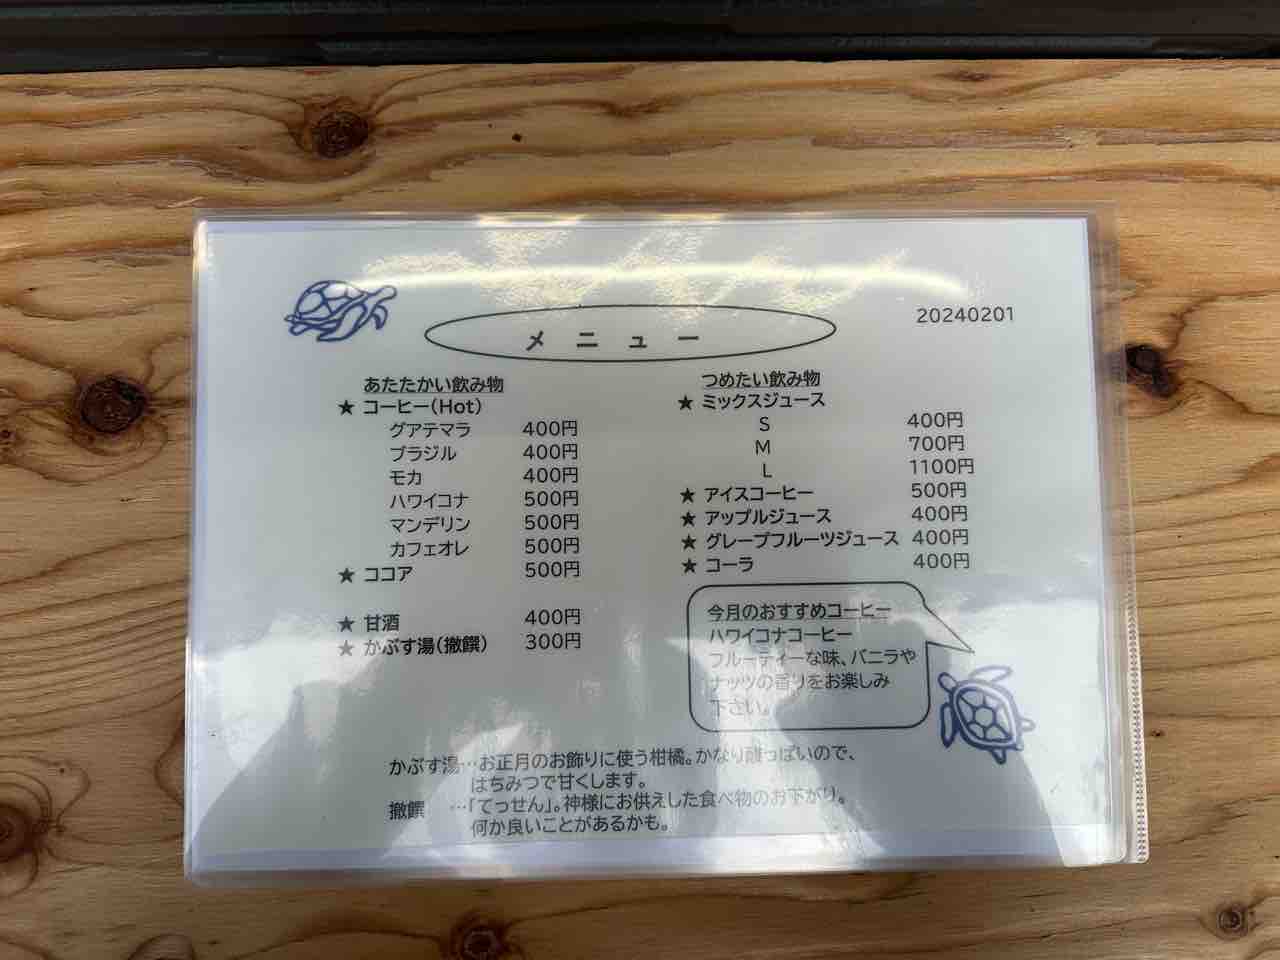 20240201
メニュー
あたたかい飲み物
★ コーヒー(Hot)
グアテマラ 400円
ブラジル 400円
モカ 400円
ハワイコナ 500円
マンデリン 500円
カフェオレ 500円
★ ココア 500円
★ 甘酒 400円
★ かぶす湯(撤饌) 300円
つめたい飲み物
★ ミックスジュース
S 400円
M 700円
L 1100円
★ アイスコーヒー 500円
★ アップルジュース 400円
★ グレープフルーツジュース 400円
★ コーラ 400円
今月のおすすめコーヒー
ハワイコナコーヒー
フルーティーな味、バニラや
ナッツの香りをお楽しみ
下さい。
かぶす湯…お正月のお飾りに使う柑橘。かなり酸っぱいので、
はちみつで甘くします。
撤饌 …「てっせん」。神様にお供えした食べ物のお下がり。
何か良いことがあるかも。